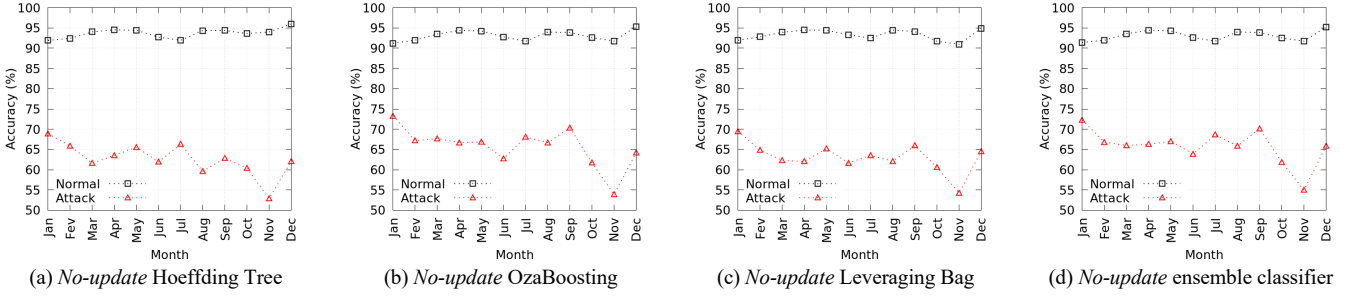 100
95
90
85
80
75
70
65
60
55
50
Accuracy (%)
Normal
Attack
Jan
Fev
Mar
Apr
May
Jun
Jul
Aug
Sep
Oct
Nov
Dec
Month
(a) No-update Hoeffding Tree
100
95
90
85
80
75
70
65
60
55
50
Accuracy (%)
Normal
Attack
Jan
Fev
Mar
Apr
May
Jun
Jul
Aug
Sep
Oct
Nov
Dec
Month
(b) No-update OzaBoosting
100
95
90
85
80
75
70
65
60
55
50
Accuracy (%)
Normal
Attack
Jan
Fev
Mar
Apr
May
Jun
Jul
Aug
Sep
Oct
Nov
Dec
Month
(c) No-update Leveraging Bag
100
95
90
85
80
75
70
65
60
55
50
Accuracy (%)
Normal
Attack
Jan
Fev
Mar
Apr
May
Jun
Jul
Aug
Sep
Oct
Nov
Dec
Month
(d) No-update ensemble classifier